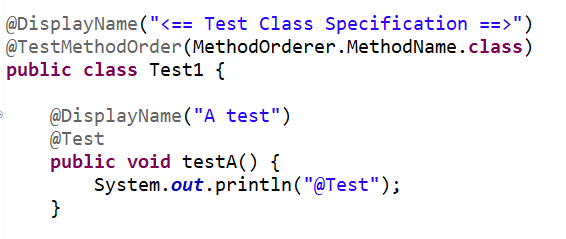 @DisplayName("<== Test Class Specification ==>")
@TestMethodOrder(MethodOrderer.MethodName.class)
public class Test1 {
@DisplayName("A test")
@Test
public void testA() {
System.out.println("@Test");
}